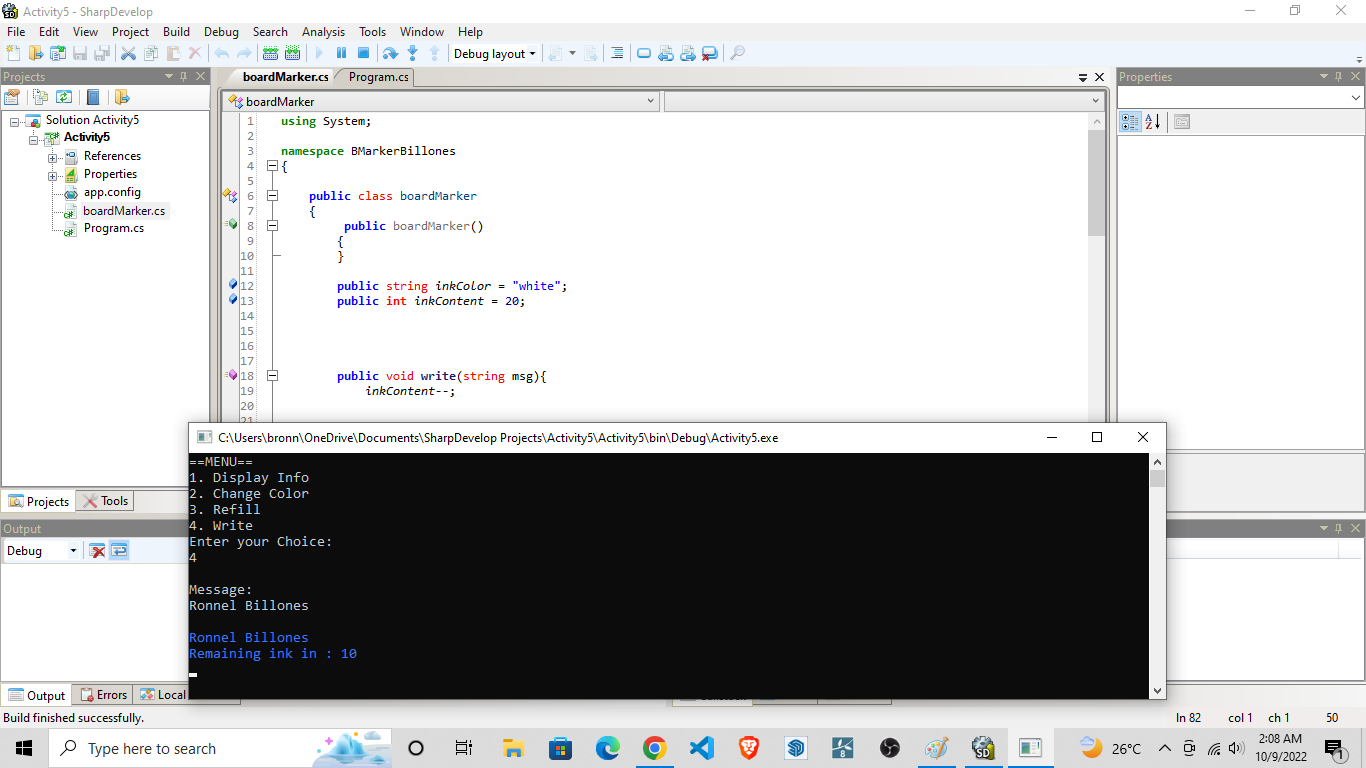 Activity5 - SharpDevelop
File Edit View Project Build Debug Search Analysis Tools Window Help
Debug layout
Projects
boardMarker.cs Program.cs
Properties
boardMarker
Solution Activity5
Activity5
References
Properties
app.config
boardMarker.cs
Program.cs
1 using System;
2
3 namespace BMarkerBillones
4 {
5
6 public class boardMarker
7 {
8 public boardMarker()
9 {
10 }
11
12 public string inkColor = "white";
13 public int inkContent = 20;
14
15
16
17
18 public void write(string msg){
19 inkContent--;
20
21
Projects Tools
Output
Debug
C:\Users\bronn\OneDrive\Documents\SharpDevelop Projects\Activity5\Activity5\bin\Debug\Activity5.exe
==MENU==
1. Display Info
2. Change Color
3. Refill
4. Write
Enter your Choice:
4
Message:
Ronnel Billones
Ronnel Billones
Remaining ink in : 10
Output Errors Local
Build finished successfully.
ln 82 col 1 ch 1 50
Type here to search
26°C
2:08 AM
10/9/2022
1